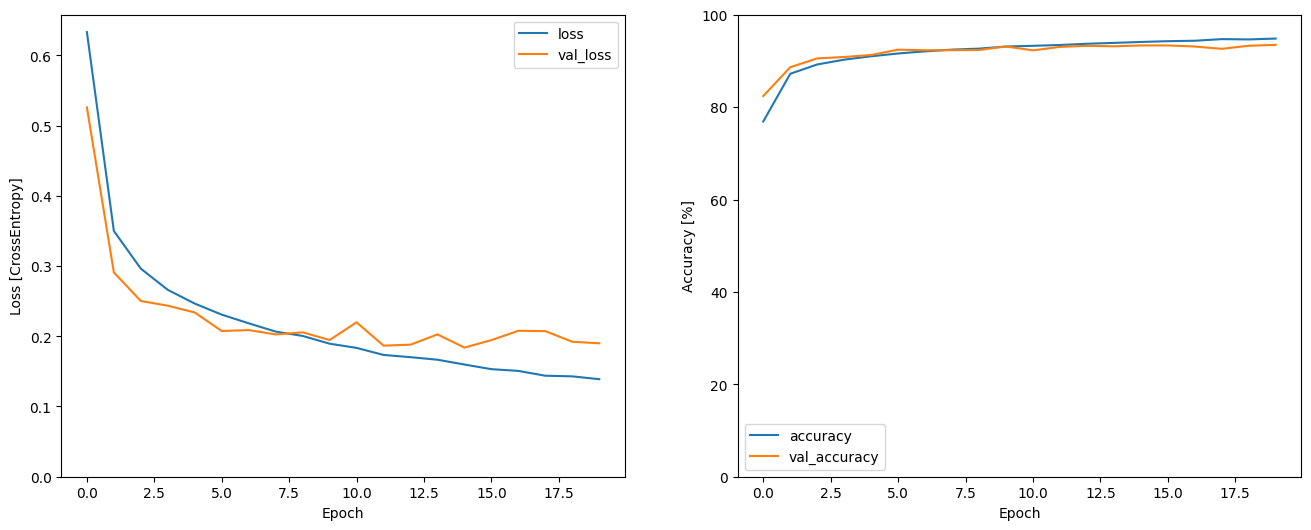 loss
val_loss
Loss [CrossEntropy]
0.6
0.5
0.4
0.3
0.2
0.1
0.0
0.0 2.5 5.0 7.5 10.0 12.5 15.0 17.5
Epoch
Accuracy [%]
100
80
60
40
20
0
accuracy
val_accuracy
0.0 2.5 5.0 7.5 10.0 12.5 15.0 17.5
Epoch